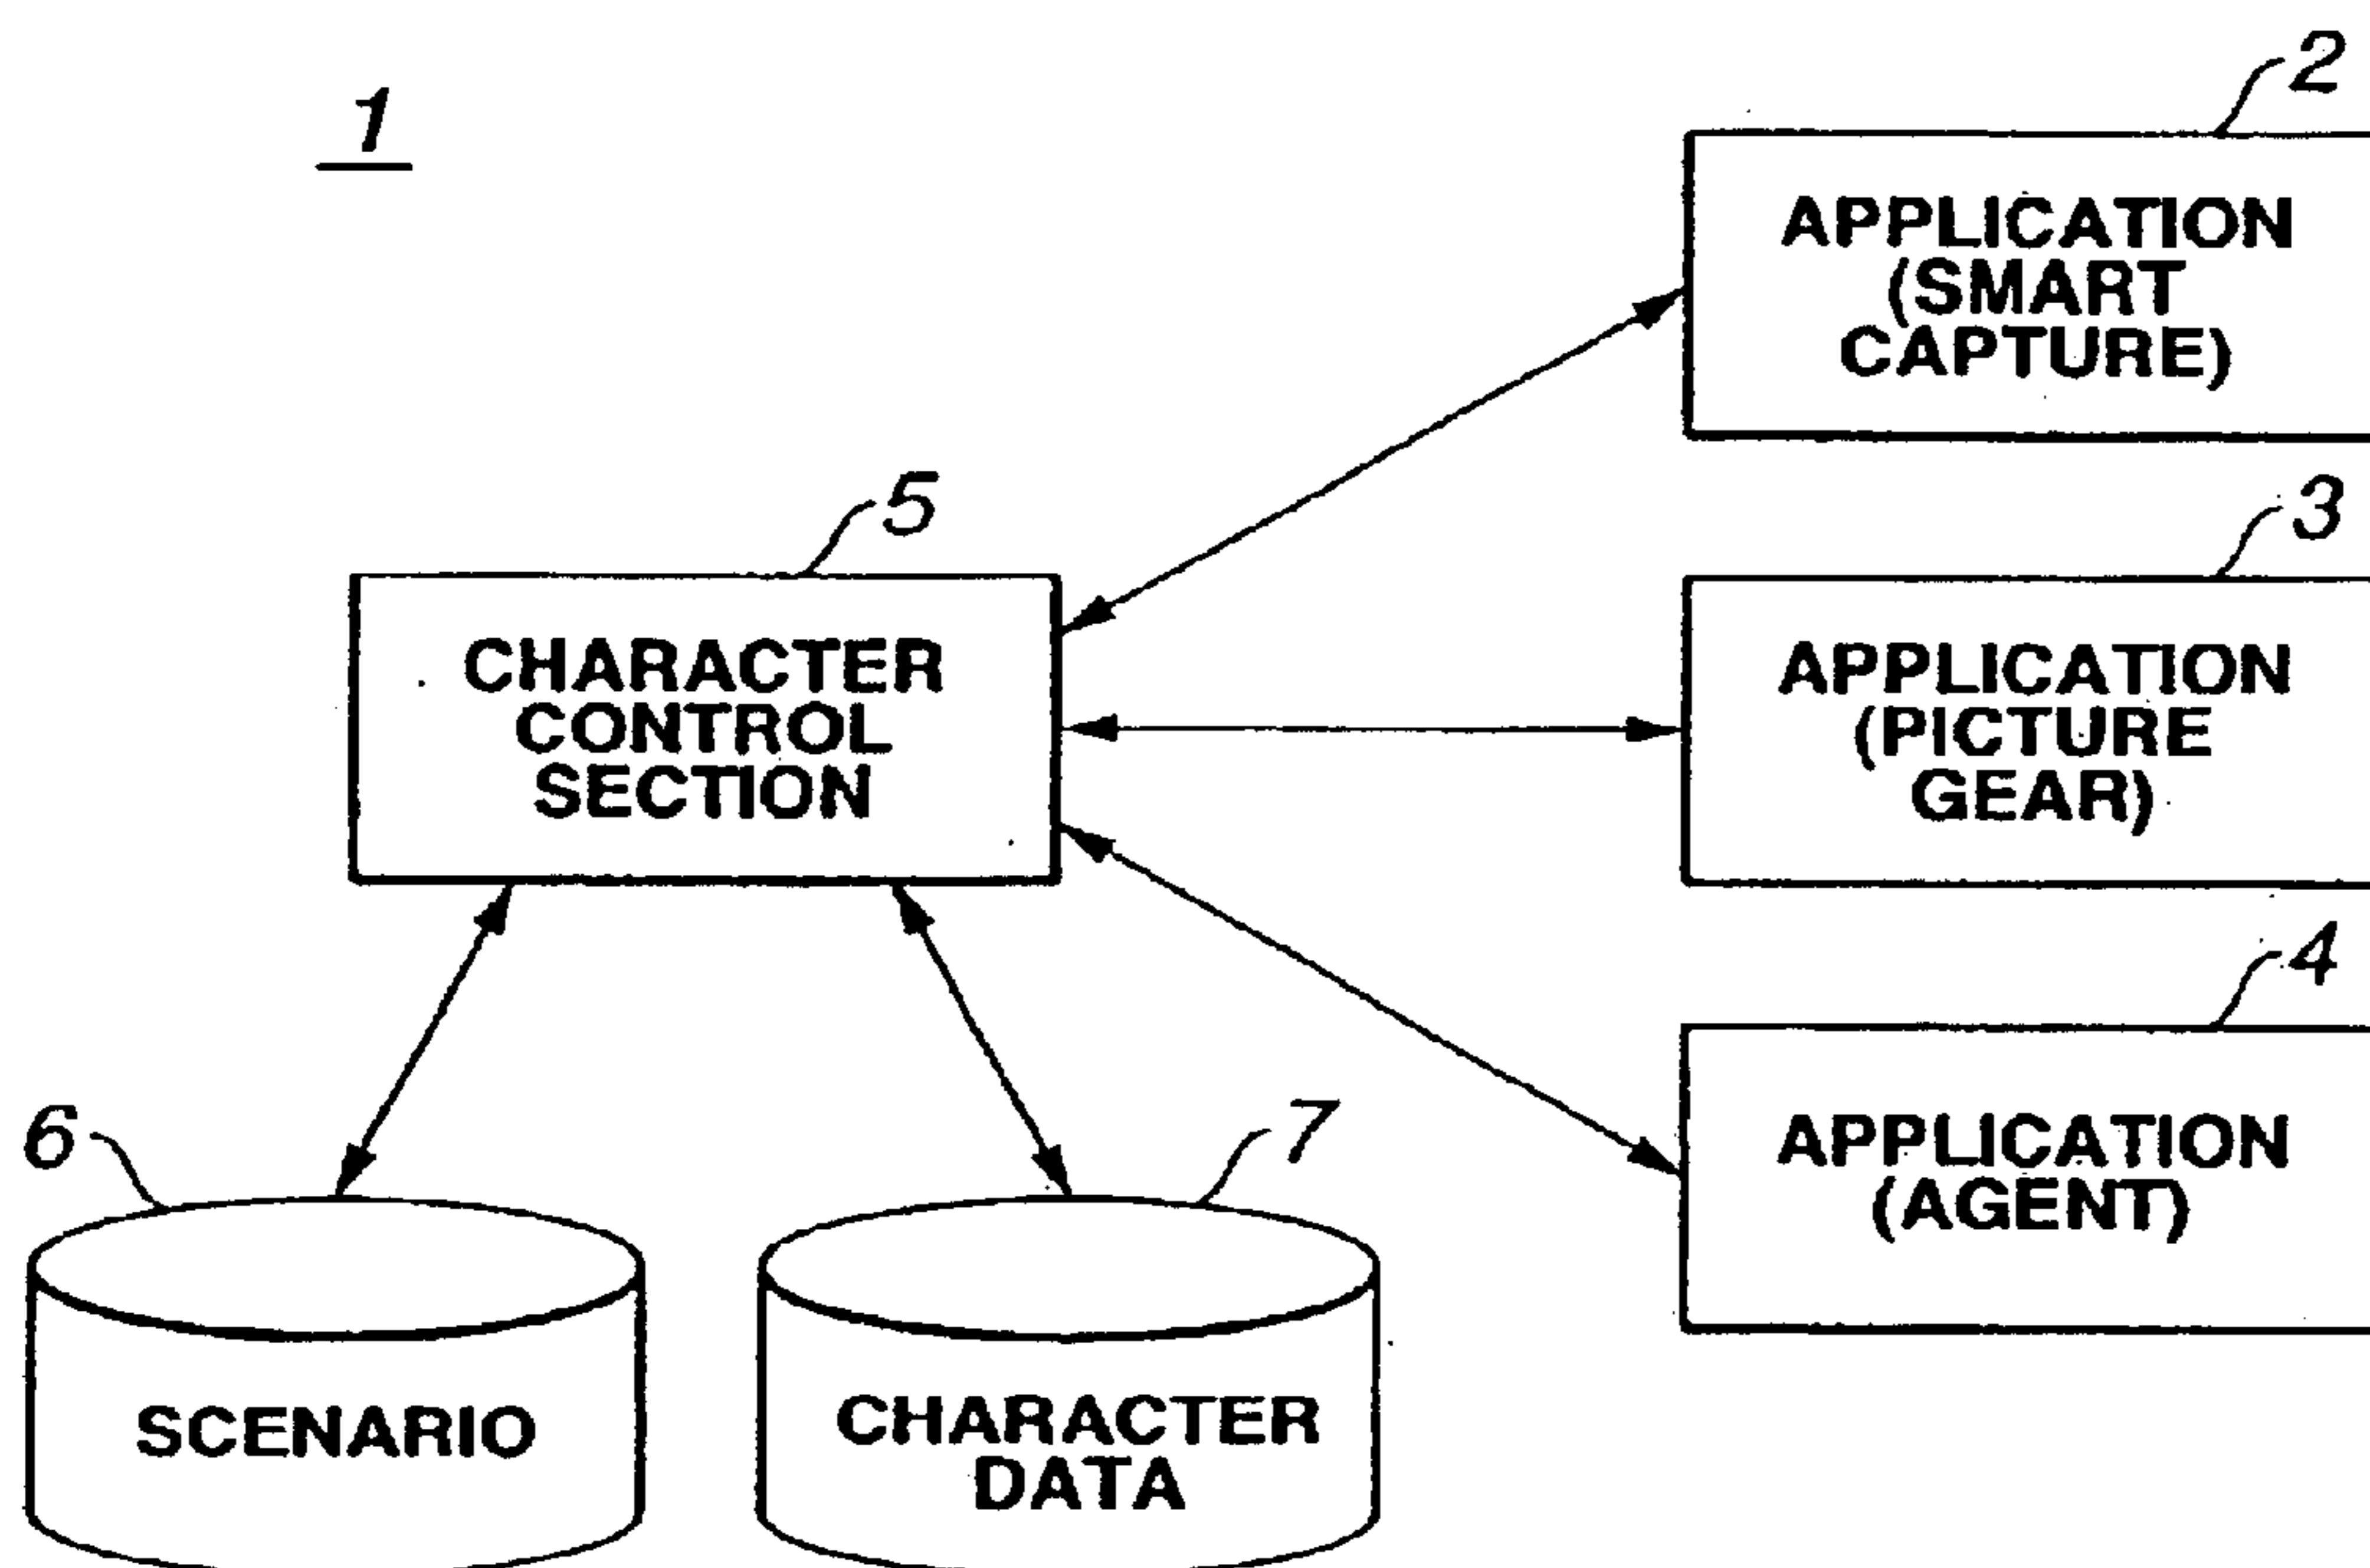 1
2
APPLICATION
(SMART
CAPTURE)
5
CHARACTER
CONTROL
SECTION
3
APPLICATION
(PICTURE
GEAR)
4
APPLICATION
(AGENT)
6
SCENARIO
7
CHARACTER
DATA